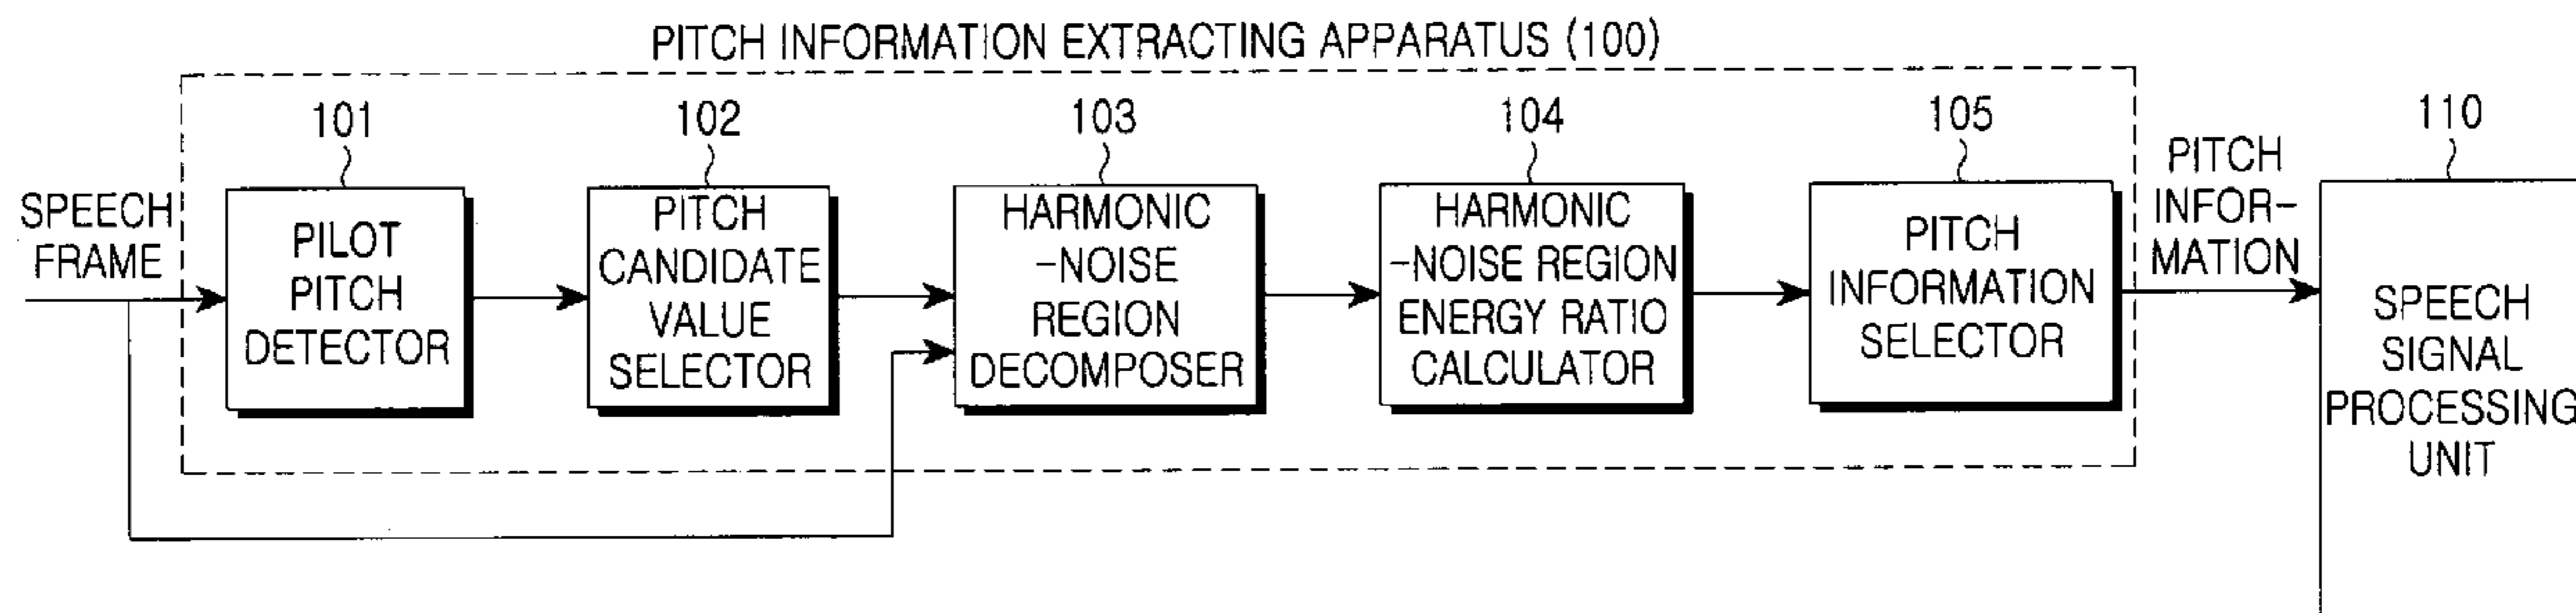 PITCH INFORMATION EXTRACTING APPARATUS (100)
101
102
103
104
105
110
SPEECH
FRAME
PILOT
PITCH
DETECTOR
PITCH
CANDIDATE
VALUE
SELECTOR
HARMONIC
-NOISE
REGION
DECOMPOSER
HARMONIC
-NOISE REGION
ENERGY RATIO
CALCULATOR
PITCH
INFORMATION
SELECTOR
PITCH
INFOR-
MATION
SPEECH
SIGNAL
PROCESSING
UNIT